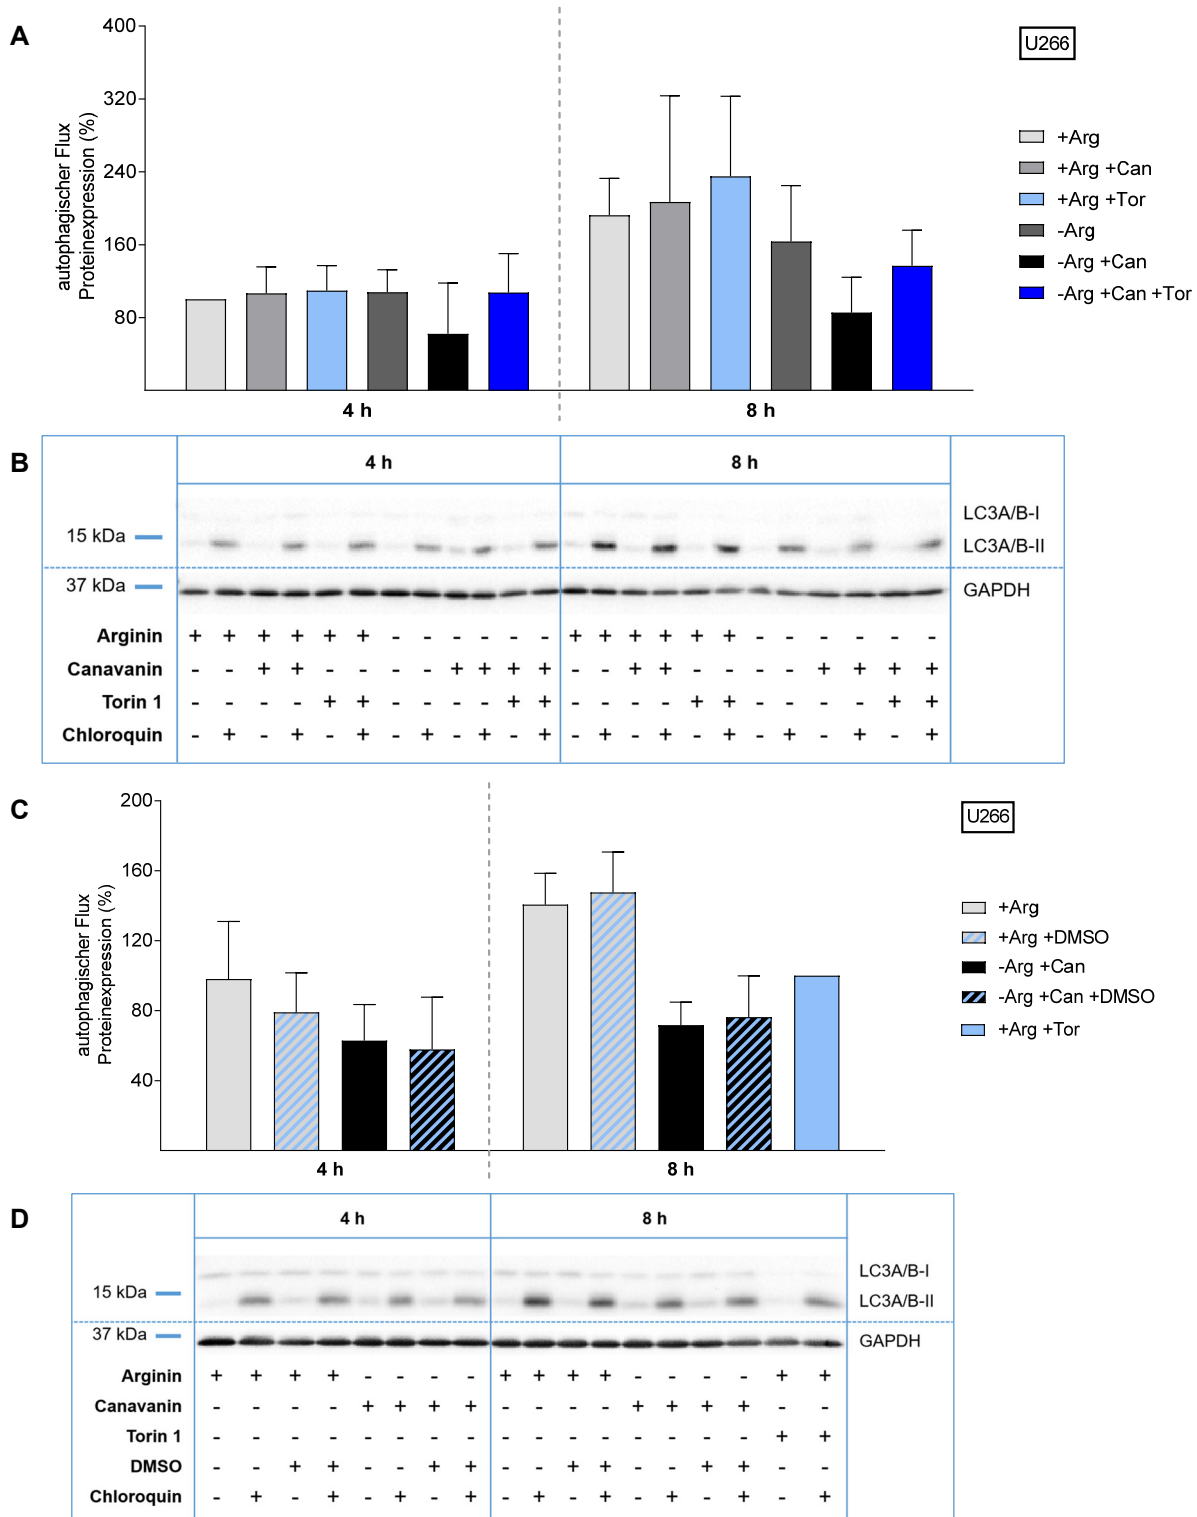 A
400
320
240
160
80
autophagischer Flux
Proteinexpression (%)
4 h
8 h
U266
+Arg
+Arg +Can
+Arg +Tor
-Arg
-Arg +Can
-Arg +Can +Tor
B
4 h 8 h
15 kDa
37 kDa
LC3A/B-I
LC3A/B-II
GAPDH
Arginin + + + + + + - - - - - - + + + + + + - - - - - -
Canavanin - - + + - - - - + + + + - - + + - - - - + + + +
Torin 1 - - - - + + - - - - + + - - - - + + - - - - + +
Chloroquin - + - + - + - + - + - + - + - + - + - + - + - +
C
200
160
120
80
40
autophagischer Flux
Proteinexpression (%)
4 h
8 h
U266
+Arg
+Arg +DMSO
-Arg +Can
-Arg +Can +DMSO
+Arg +Tor
D
4 h 8 h
15 kDa
37 kDa
LC3A/B-I
LC3A/B-II
GAPDH
Arginin + + + + - - - - + + + + - - - - + +
Canavanin - - - - + + + + - - - - + + + + - -
Torin 1 - - - - - - - - - - - - - - - - + +
DMSO - - + + - - + + - - + + - - + + - -
Chloroquin - + - + - + - + - + - + - + - + - +